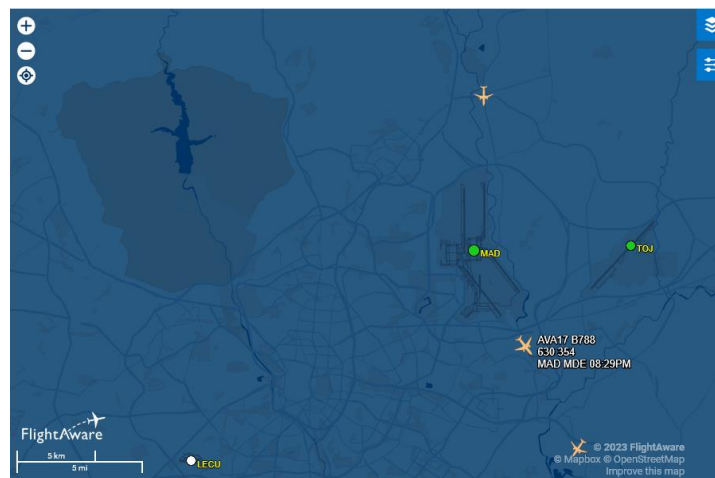 MAD
TOJ
AVA17 B788
630 354
MAD MDE 08:29PM
FlightAware
5 km
5 mi
LECU
© 2023 FlightAware
© Mapbox © OpenStreetMap
Improve this map